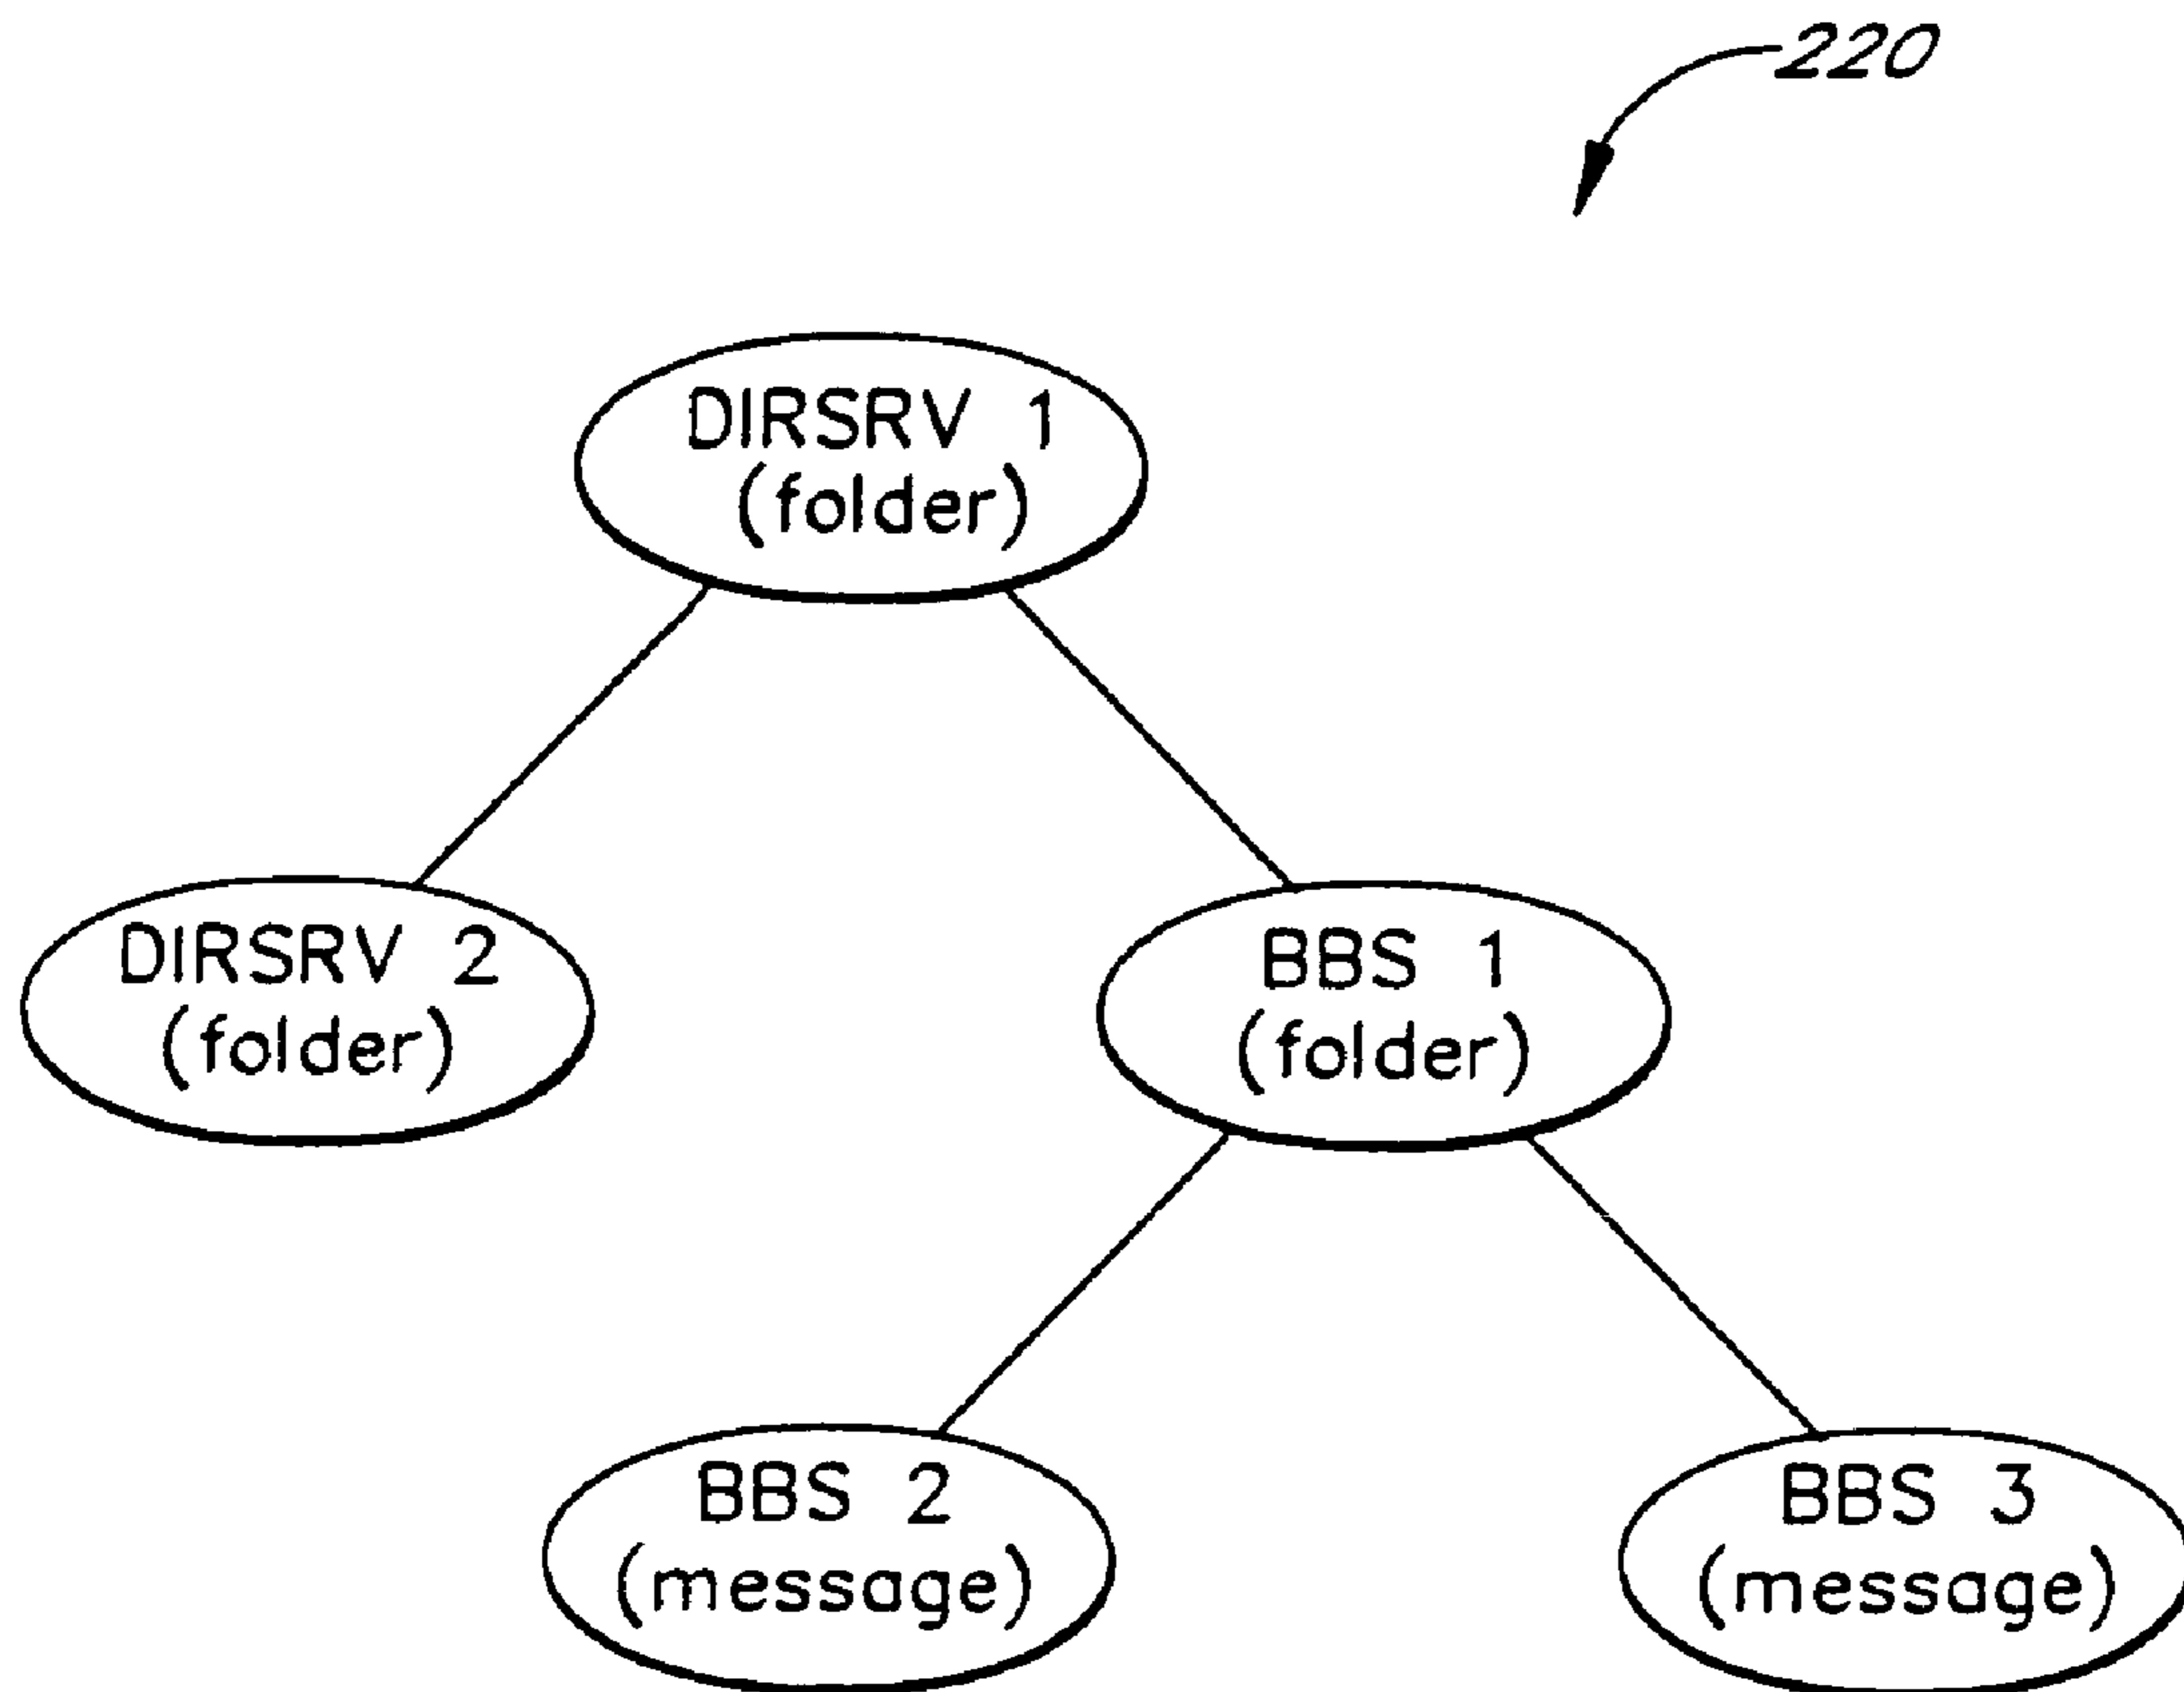 220
DIRSRV 1
(folder)
DIRSRV 2
(folder)
BBS 1
(folder)
BBS 2
(message)
BBS 3
(message)